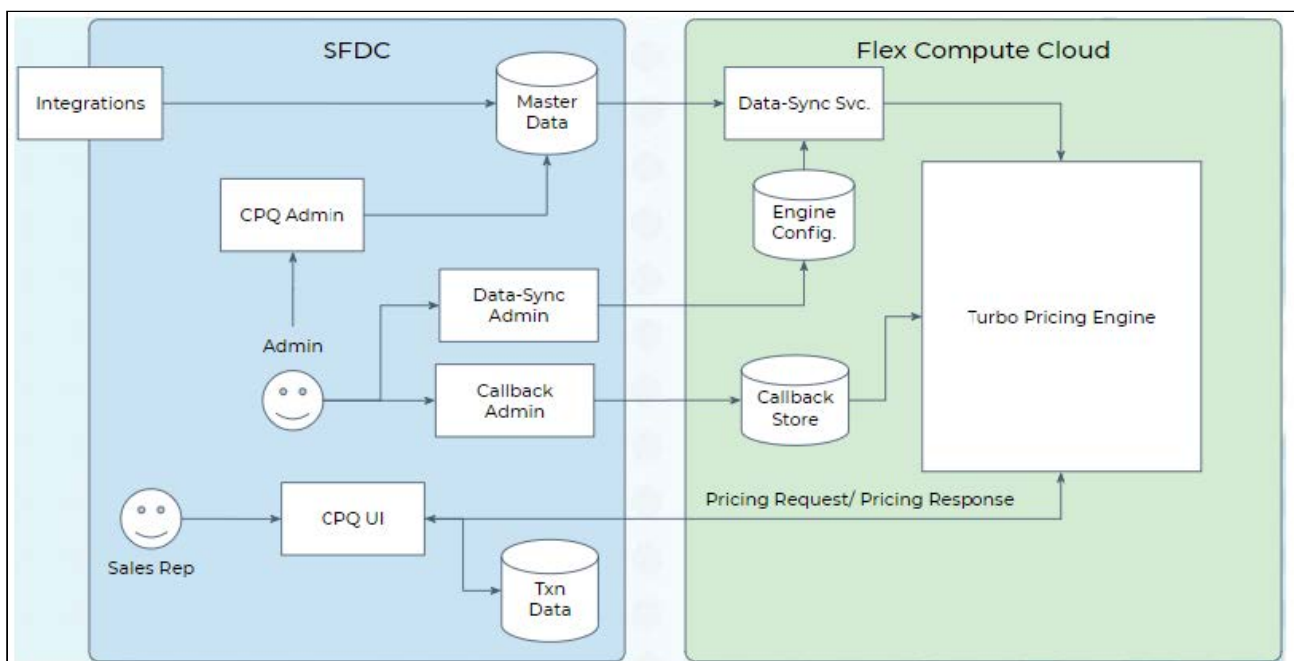 SFDC
Flex Compute Cloud
Integrations
Master
Data
Data-Sync Svc.
CPQ Admin
Engine
Config.
Data-Sync
Admin
Turbo Pricing Engine
Admin
Callback
Admin
Callback
Store
Pricing Request/ Pricing Response
CPQ UI
Sales Rep
Txn
Data